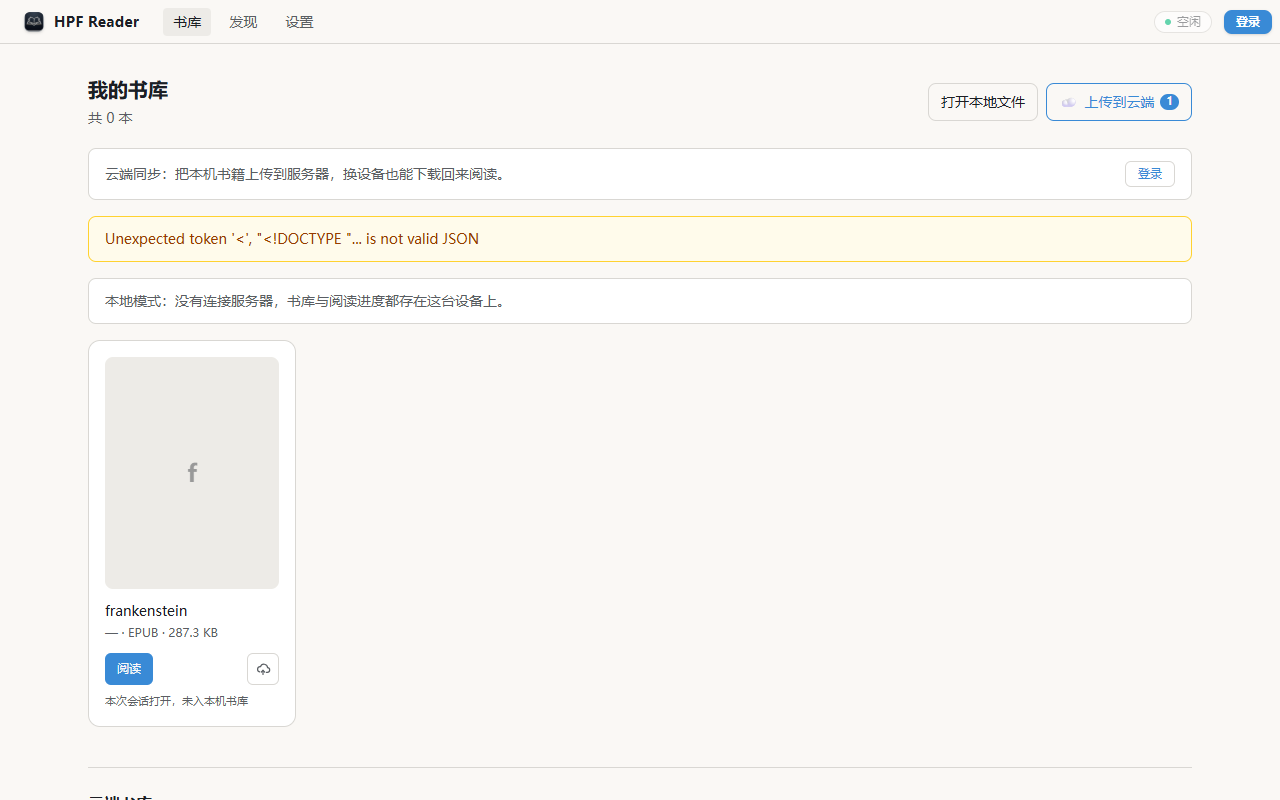 HPF Reader
书库
发现
设置
空闲
登录
我的书库
共 0 本
打开本地文件
上传到云端 1
云端同步：把本机书籍上传到服务器，换设备也能下载回来阅读。
登录
Unexpected token '<', "<!DOCTYPE "... is not valid JSON
本地模式：没有连接服务器，书库与阅读进度都存在这台设备上。
f
frankenstein
— · EPUB · 287.3 KB
阅读
本次会话打开，未入本机书库
云端书库